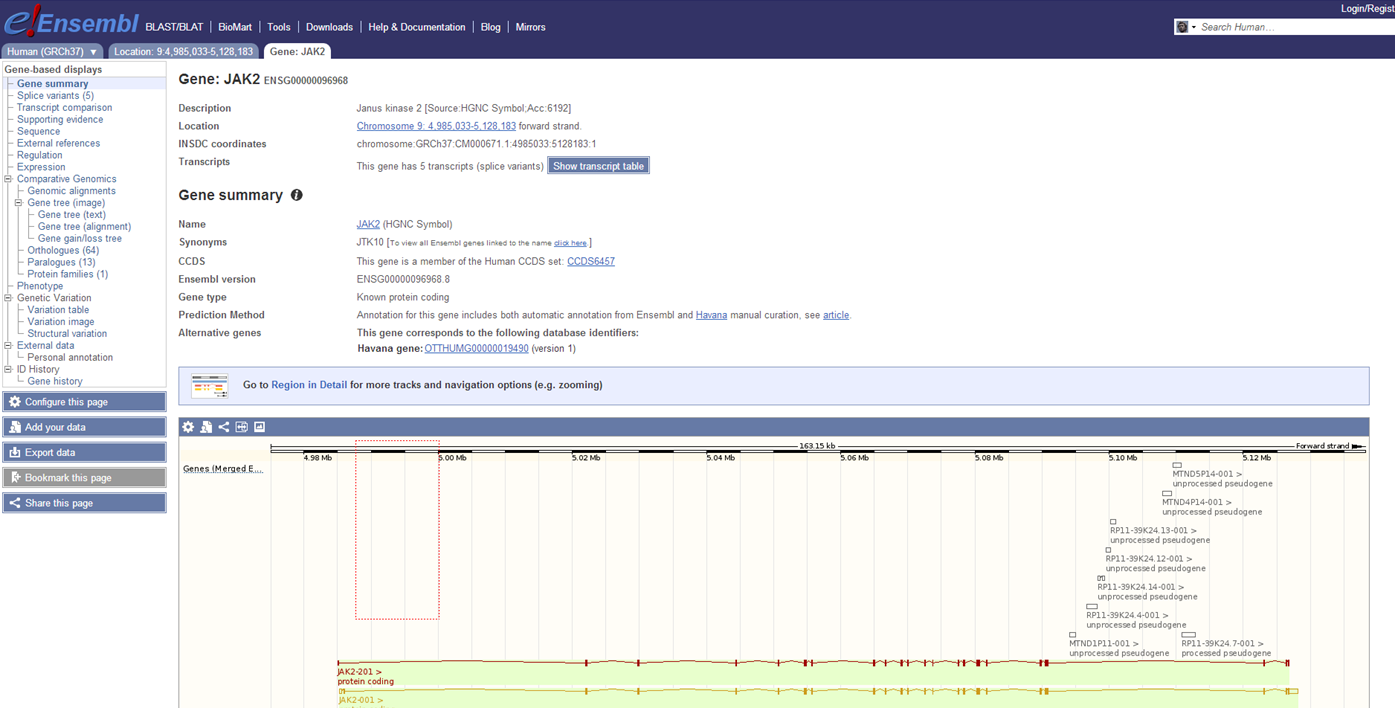 Login/Regist
e!Ensembl BLAST/BLAT BioMart Tools Downloads Help & Documentation Blog Mirrors
Search Human…
Human (GRCh37) ▼ Location: 9:4,985,033-5,128,183 Gene: JAK2
Gene-based displays
Gene summary
Splice variants (5)
Transcript comparison
Supporting evidence
Sequence
External references
Regulation
Expression
Comparative Genomics
Genomic alignments
Gene tree (image)
Gene tree (text)
Gene tree (alignment)
Gene gain/loss tree
Orthologues (64)
Paralogues (13)
Protein families (1)
Phenotype
Genetic Variation
Variation table
Variation image
Structural variation
External data
Personal annotation
ID History
Gene history
Configure this page
Add your data
Export data
Bookmark this page
Share this page
Gene: JAK2 ENSG00000096968
Description Janus kinase 2 [Source:HGNC Symbol;Acc:6192]
Location Chromosome 9: 4,985,033-5,128,183 forward strand.
INSDC coordinates chromosome:GRCh37:CM000671.1:4985033:5128183:1
Transcripts This gene has 5 transcripts (splice variants) Show transcript table
Gene summary i
Name JAK2 (HGNC Symbol)
Synonyms JTK10 [To view all Ensembl genes linked to the name click here.]
CCDS This gene is a member of the Human CCDS set: CCDS6457
Ensembl version ENSG00000096968.8
Gene type Known protein coding
Prediction Method Annotation for this gene includes both automatic annotation from Ensembl and Havana manual curation, see article.
Alternative genes This gene corresponds to the following database identifiers:
Havana gene: OTTHUMG00000019490 (version 1)
Go to Region in Detail for more tracks and navigation options (e.g. zooming)
163.15 kb Forward strand
4.98 Mb 5.00 Mb 5.02 Mb 5.04 Mb 5.06 Mb 5.08 Mb 5.10 Mb 5.12 Mb
Genes (Merged E...
MTND5P14-001 >
unprocessed pseudogene
MTND4P14-001 >
unprocessed pseudogene
RP11-39K24.13-001 >
unprocessed pseudogene
RP11-39K24.12-001 >
unprocessed pseudogene
RP11-39K24.14-001 >
unprocessed pseudogene
RP11-39K24.4-001 >
unprocessed pseudogene
MTND1P11-001 > RP11-39K24.7-001 >
unprocessed pseudogene processed pseudogene
JAK2-201 >
protein coding
JAK2-001 >